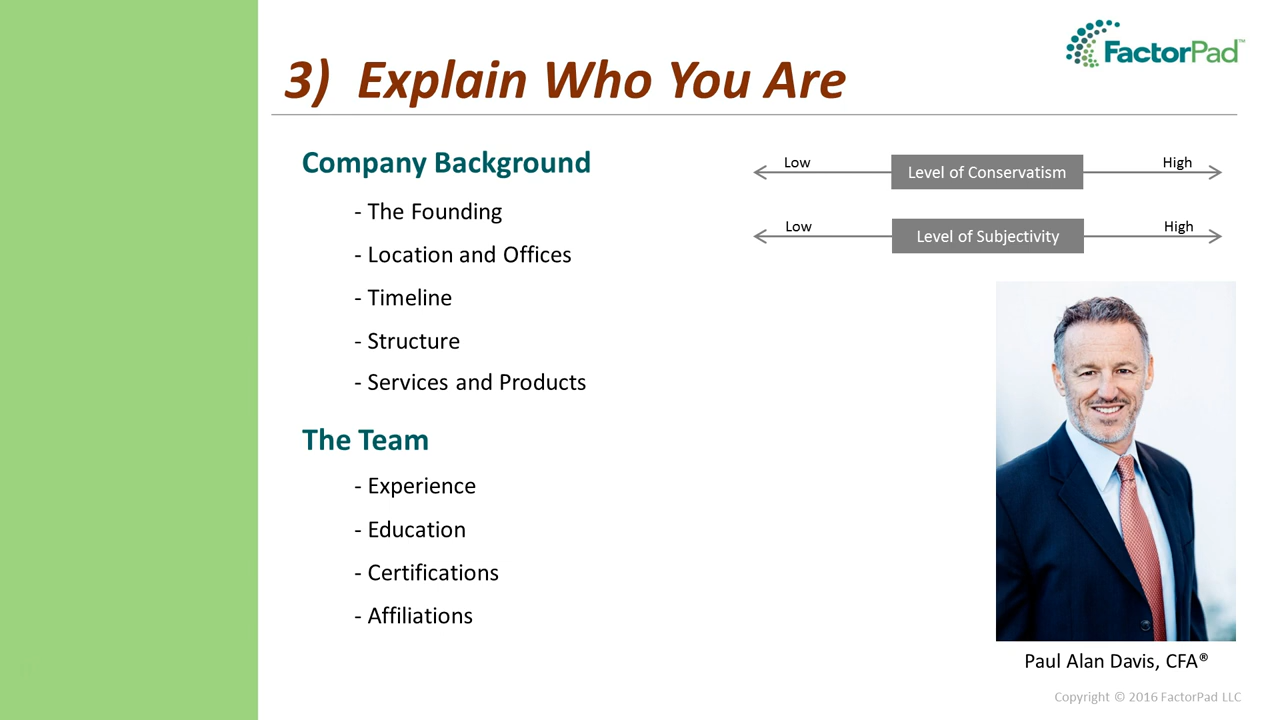 FactorPad™
3) Explain Who You Are
Company Background
- The Founding
- Location and Offices
- Timeline
- Structure
- Services and Products
The Team
- Experience
- Education
- Certifications
- Affiliations
Low Level of Conservatism High
Low Level of Subjectivity High
Paul Alan Davis, CFA®
Copyright © 2016 FactorPad LLC